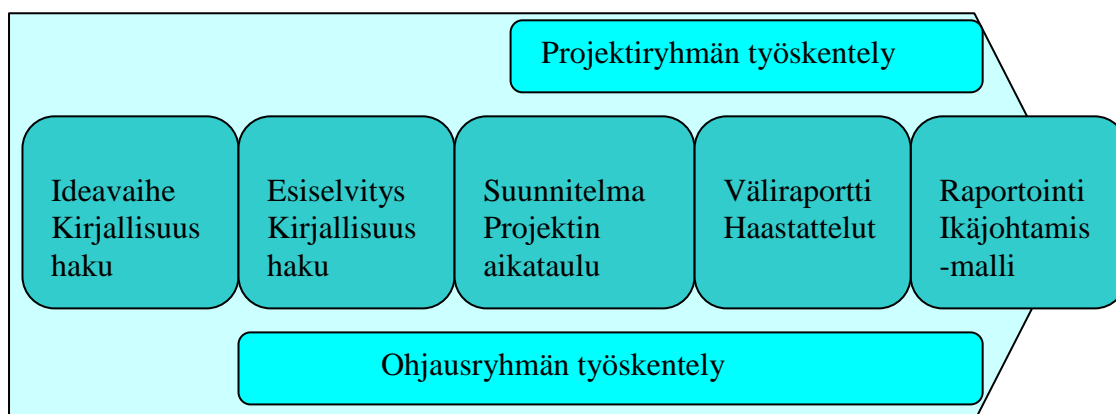 Projektiryhmän työskentely
Ideavaihe
Kirjallisuus
haku
Esiselvitys
Kirjallisuus
haku
Suunnitelma
Projektin
aikataulu
Väliraportti
Haastattelut
Raportointi
Ikäjohtamis
-malli
Ohjausryhmän työskentely